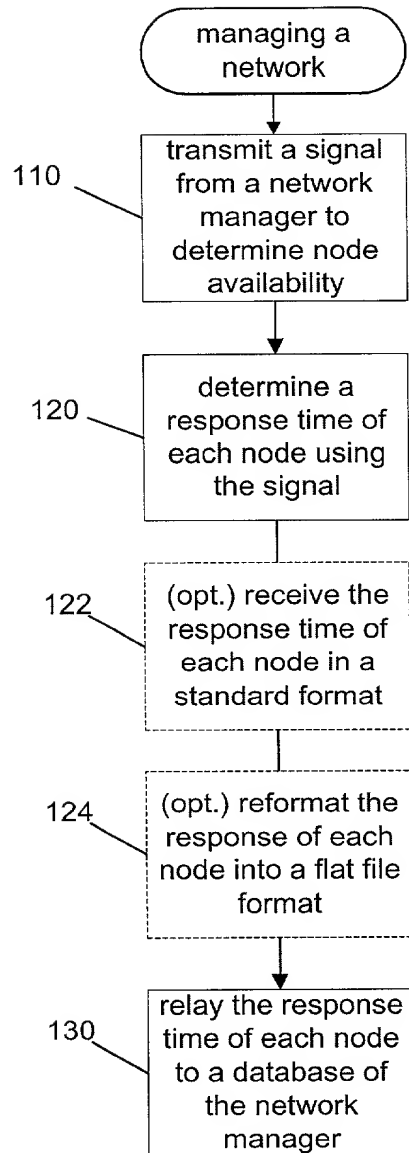 managing a
network
110
transmit a signal
from a network
manager to
determine node
availability
120
determine a
response time of
each node using
the signal
122
(opt.) receive the
response time of
each node in a
standard format
124
(opt.) reformat the
response of each
node into a flat file
format
130
relay the response
time of each node
to a database of
the network
manager